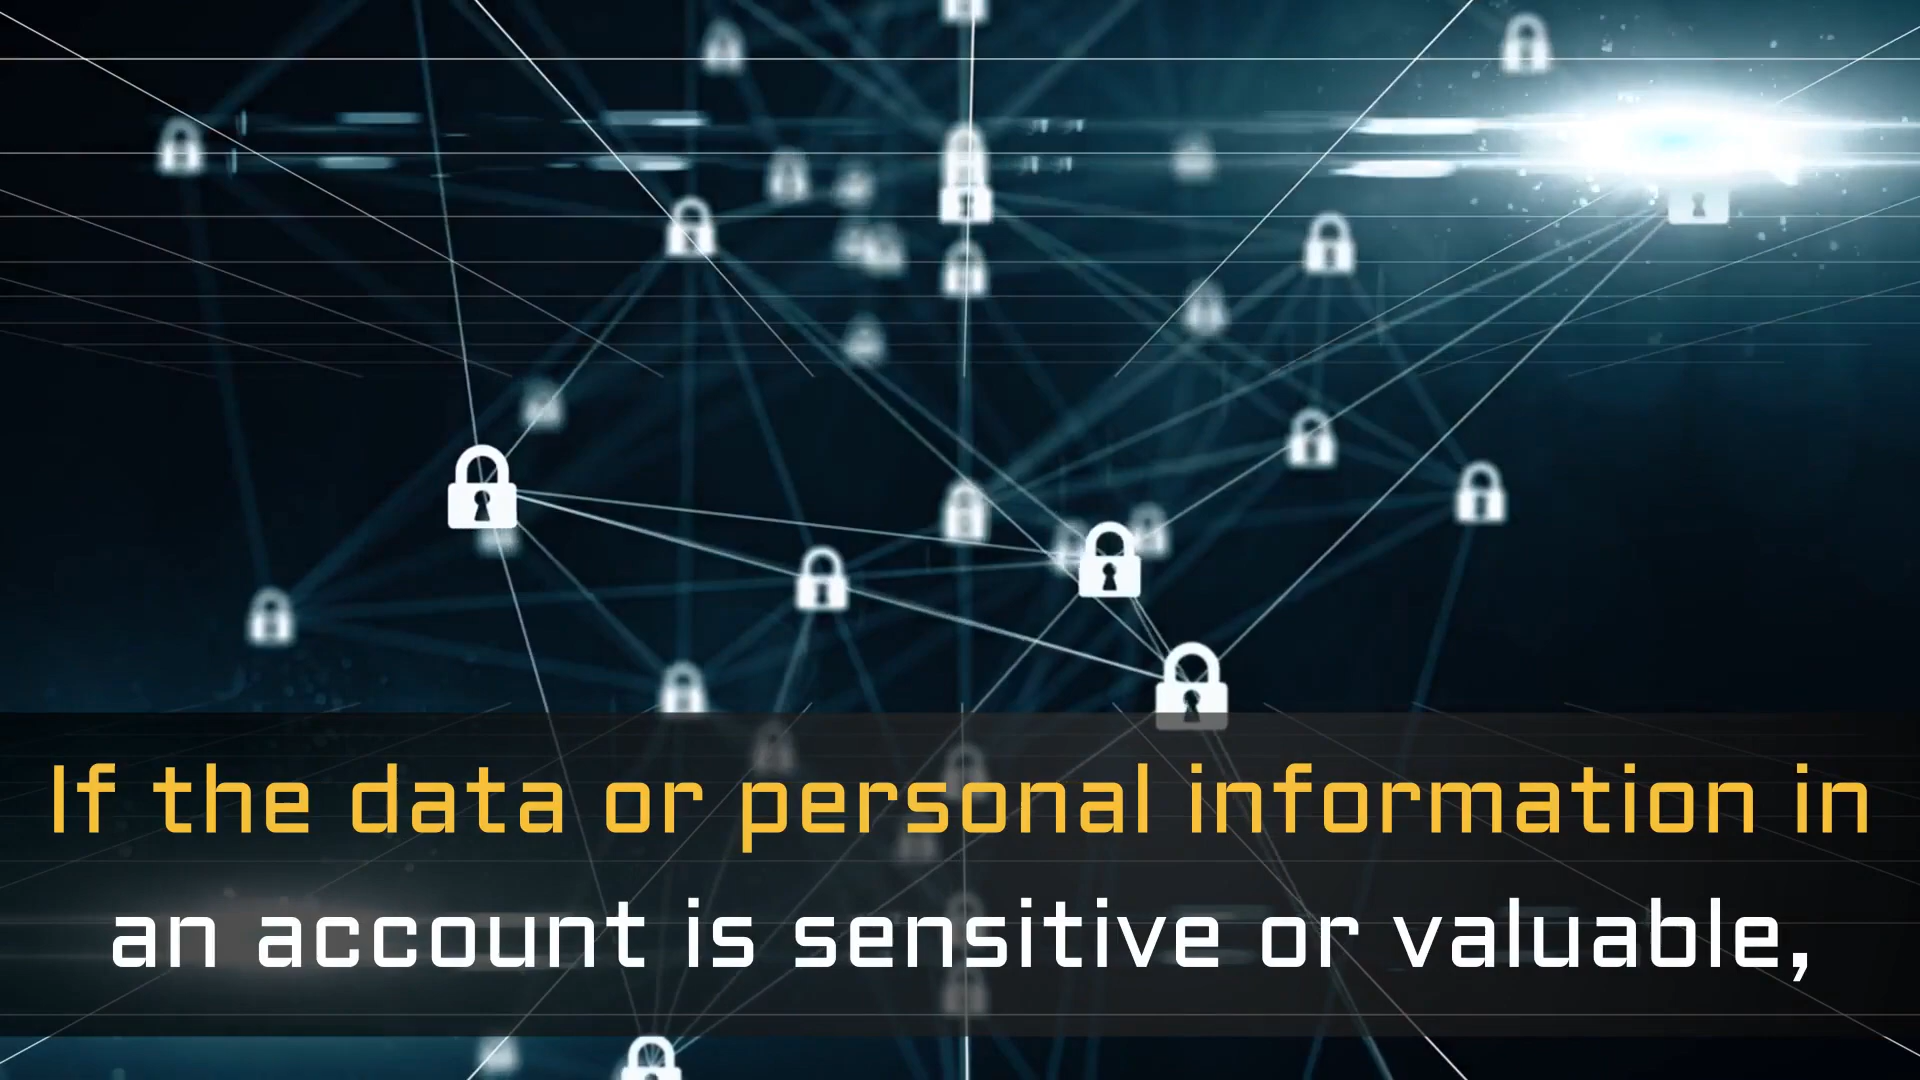 If the data or personal information in
an account is sensitive or valuable,